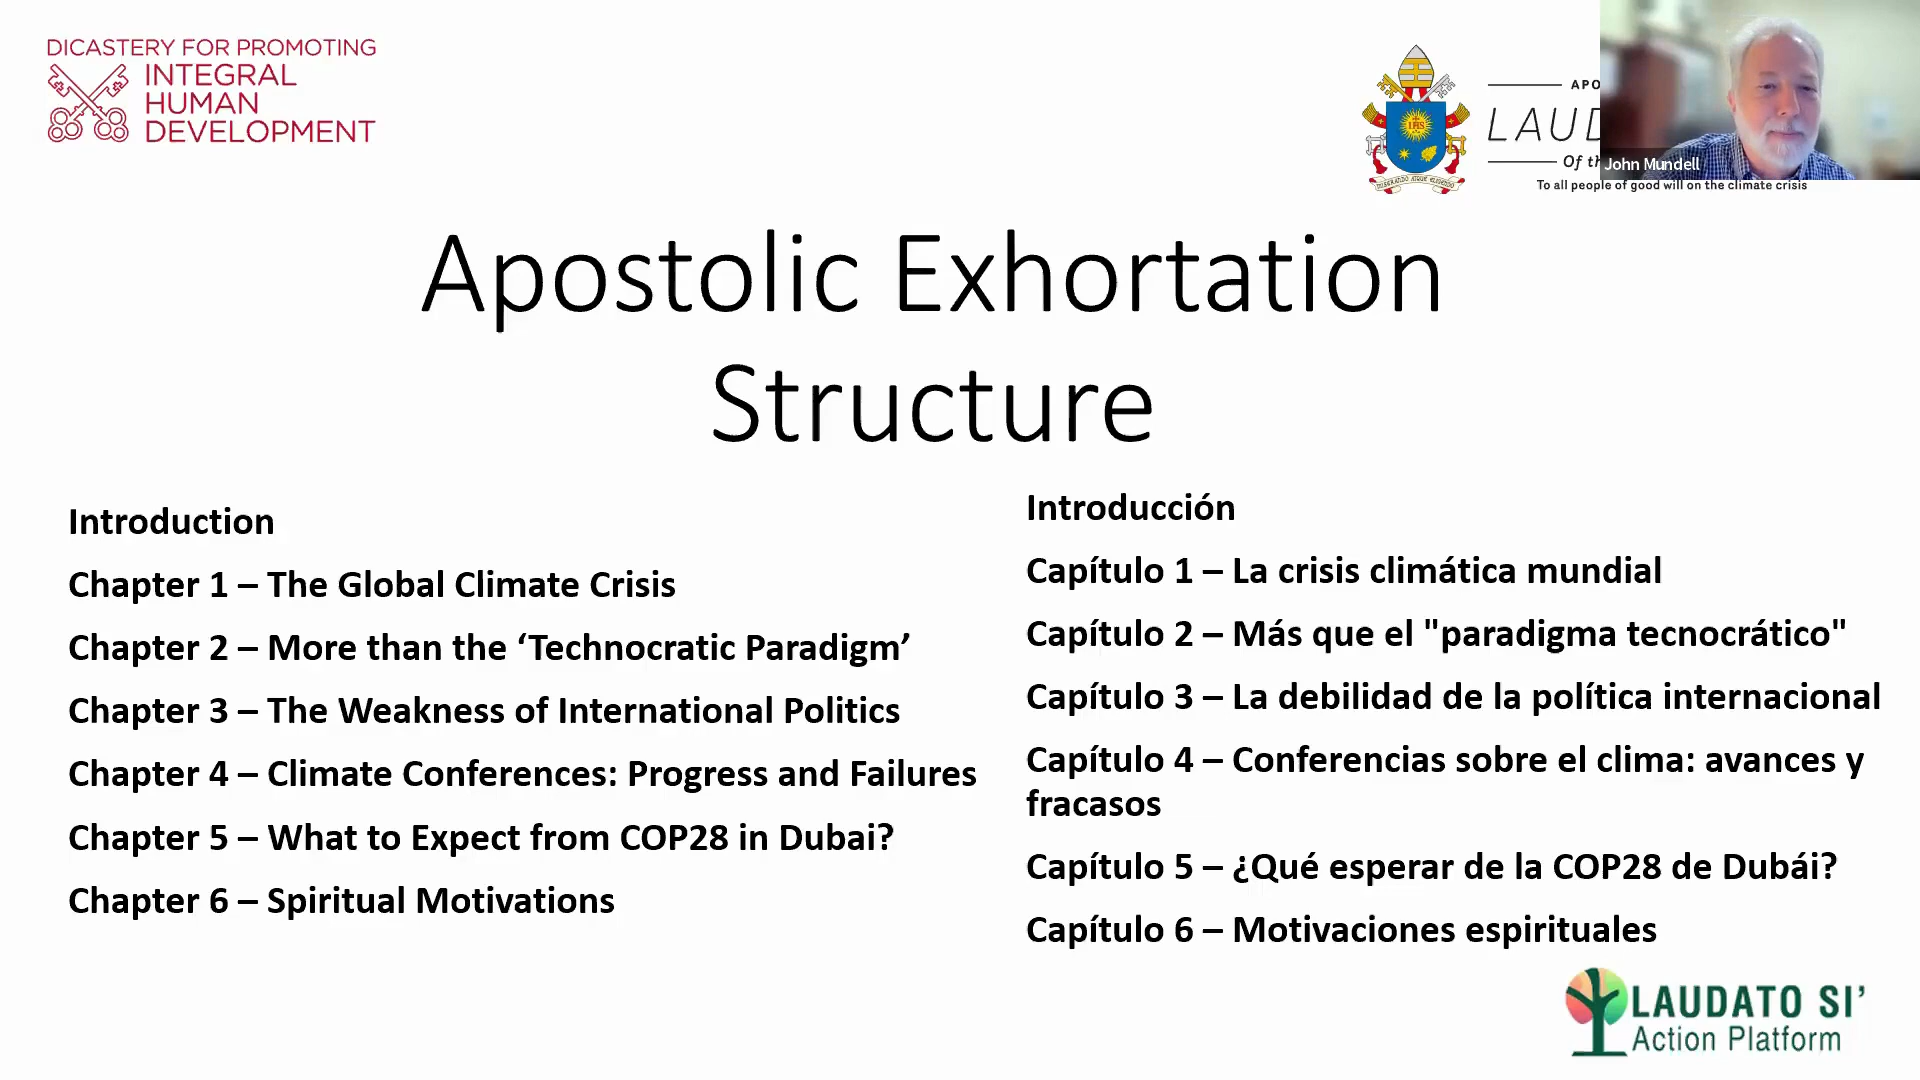 DICASTERY FOR PROMOTING
INTEGRAL
HUMAN
DEVELOPMENT
LAUD
To all people of good will on the climate crisis
John Mundell
Apostolic Exhortation
Structure
Introduction
Chapter 1 – The Global Climate Crisis
Chapter 2 – More than the ‘Technocratic Paradigm’
Chapter 3 – The Weakness of International Politics
Chapter 4 – Climate Conferences: Progress and Failures
Chapter 5 – What to Expect from COP28 in Dubai?
Chapter 6 – Spiritual Motivations
Introducción
Capítulo 1 – La crisis climática mundial
Capítulo 2 – Más que el "paradigma tecnocrático"
Capítulo 3 – La debilidad de la política internacional
Capítulo 4 – Conferencias sobre el clima: avances y
fracasos
Capítulo 5 – ¿Qué esperar de la COP28 de Dubái?
Capítulo 6 – Motivaciones espirituales
LAUDATO SI’
Action Platform